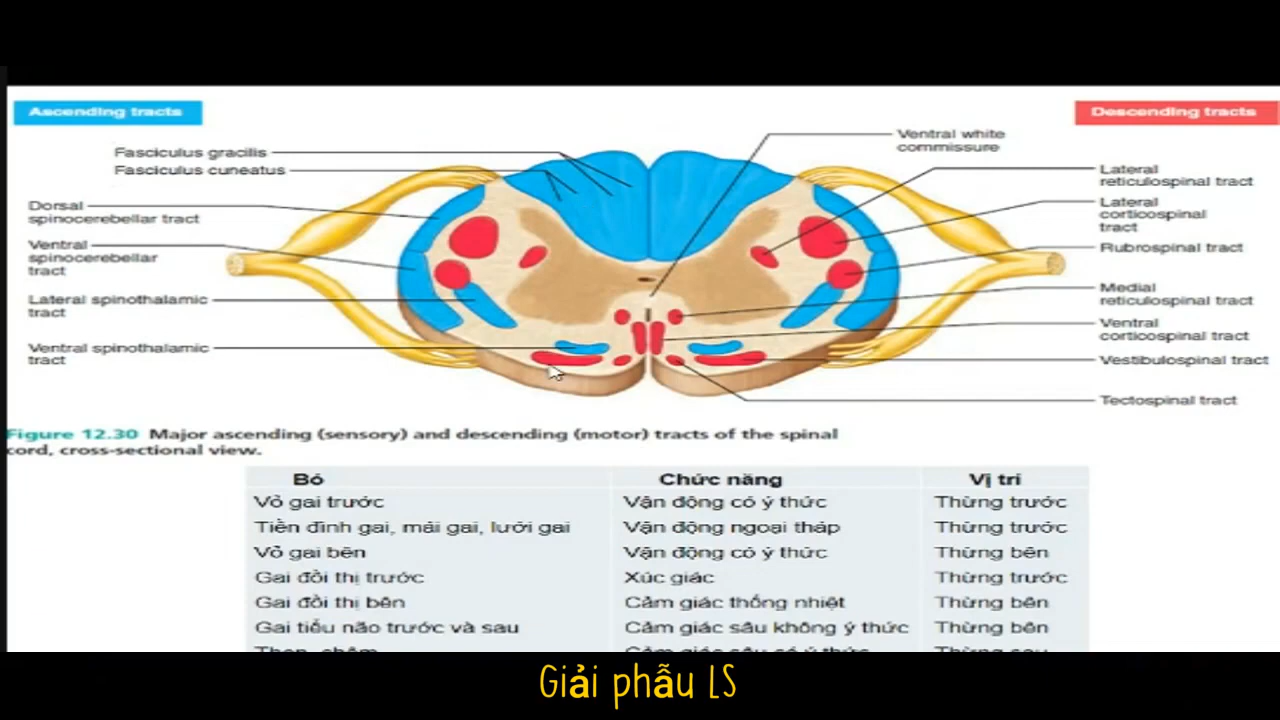 Ascending tracts
Descending tracts
Fasciculus gracilis
Fasciculus cuneatus
Dorsal
spinocerebellar tract
Ventral
spinocerebellar
tract
Lateral spinothalamic
tract
Ventral spinothalamic
tract
Ventral white
commissure
Lateral
reticulospinal tract
Lateral
corticospinal
tract
Rubrospinal tract
Medial
reticulospinal tract
Ventral
corticospinal tract
Vestibulospinal tract
Tectospinal tract
Figure 12.30 Major ascending (sensory) and descending (motor) tracts of the spinal
cord, cross-sectional view.
Bó Chức năng Vị trí
Vỏ gai trước Vận động có ý thức Thừng trước
Tiền đình gai, mái gai, lưới gai Vận động ngoại tháp Thừng trước
Vỏ gai bên Vận động có ý thức Thừng bên
Gai đồi thị trước Xúc giác Thừng trước
Gai đồi thị bên Cảm giác thống nhiệt Thừng bên
Gai tiểu não trước và sau Cảm giác sâu không ý thức Thừng bên
Giải phẫu LS